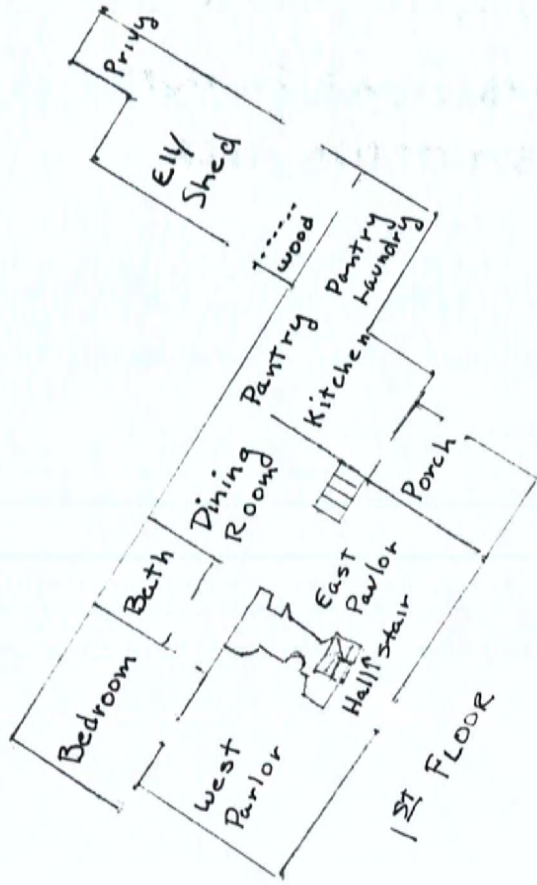 Privy
Ell/
Shed
wood
Pantry
Laundry
Pantry
Kitchen
Dining
Room
Porch
Bath
East
Parlor
Hall↑ stair
Bedroom
West
Parlor
1ST FLOOR